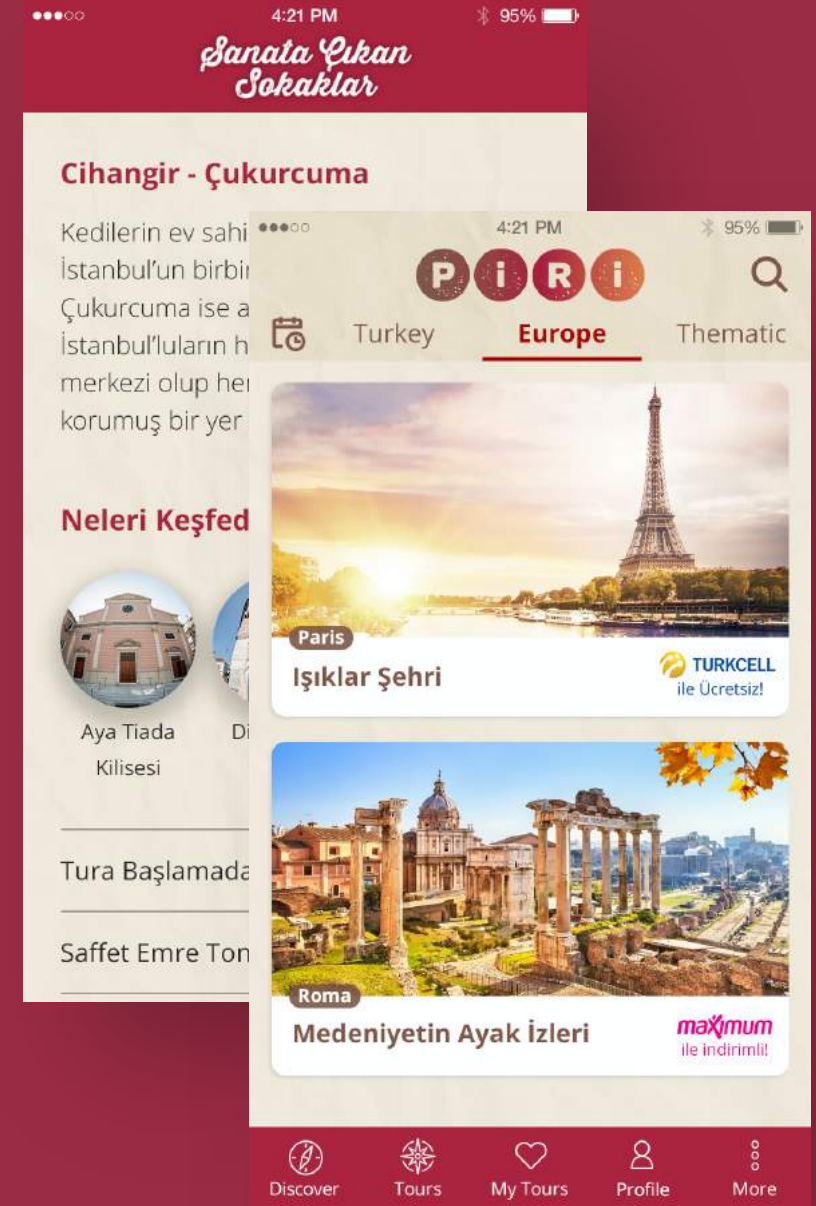 4:21 PM
95%
Sanata Çıkan
Sokaklar
Cihangir - Çukurcuma
Kedilerin ev sahi
İstanbul'un birbir
Çukurcuma ise a
İstanbul'luların h
merkezi olup her
korumuş bir yer
Neleri Keşfed
Aya Tiada
Kilisesi
Di
Tura Başlamada
Saffet Emre Ton
4:21 PM
95%
PiRi
Turkey
Europe
Thematic
Paris
Işıklar Şehri
TURKCELL
ile Ücretsiz!
Roma
Medeniyetin Ayak İzleri
maximum
ile indirimli!
Discover
Tours
My Tours
Profile
More